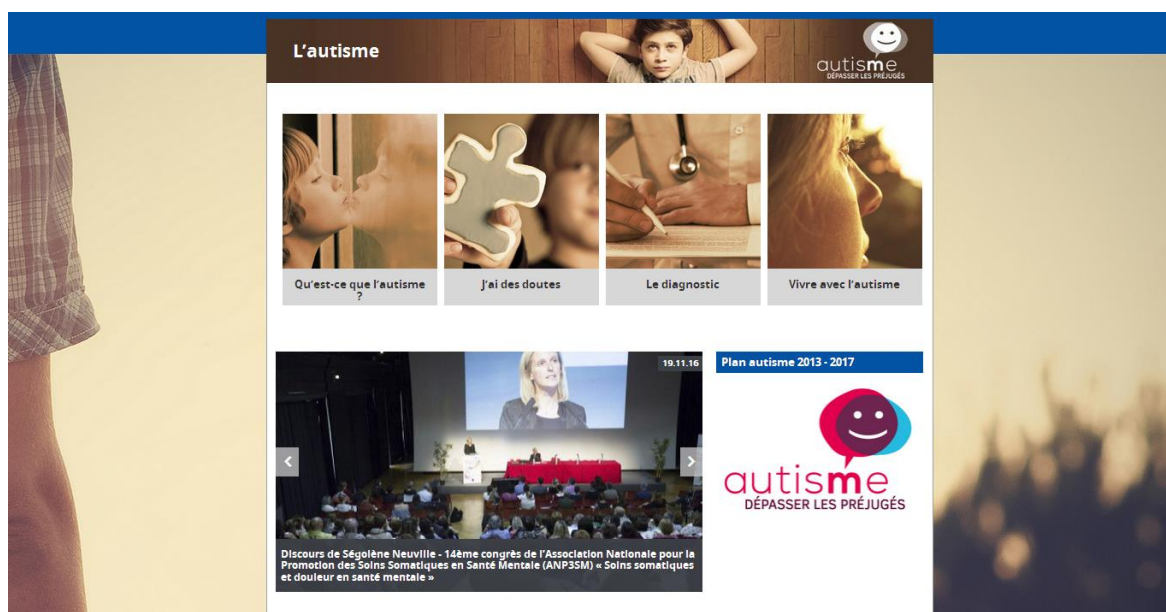 L'autisme
autisme
DÉPASSER LES PRÉJUGÉS
Qu'est-ce que l'autisme
?
J'ai des doutes
Le diagnostic
Vivre avec l'autisme
19.11.16
Discours de Ségolène Neuville - 14ème congrès de l'Association Nationale pour la
Promotion des Soins Somatiques en Santé Mentale (ANP3SM) « Soins somatiques
et douleur en santé mentale »
Plan autisme 2013 - 2017
autisme
DÉPASSER LES PRÉJUGÉS